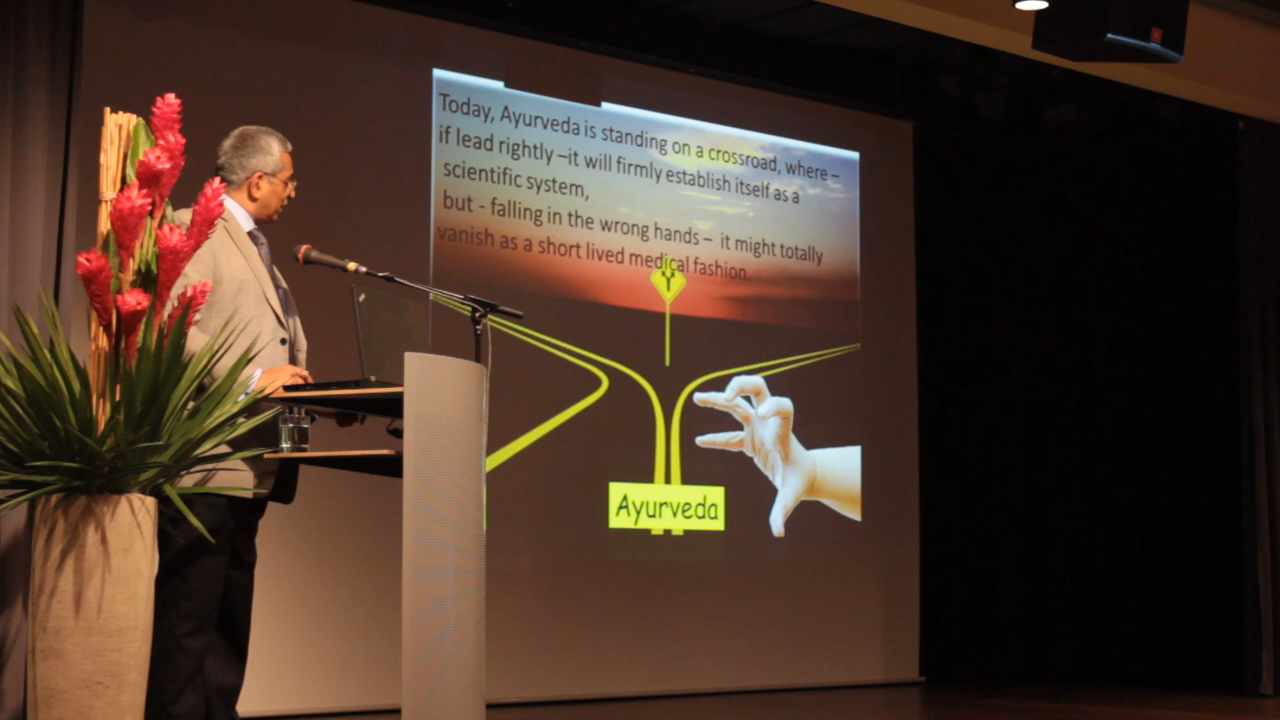 Today, Ayurveda is standing on a crossroad, where –
if lead rightly –it will firmly establish itself as a
scientific system,
but - falling in the wrong hands – it might totally
vanish as a short lived medical fashion.
Ayurveda